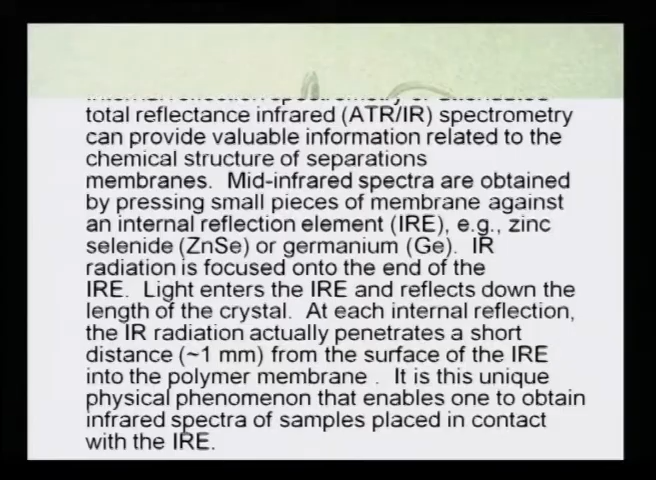 internal reflection spectrometry or attenuated
total reflectance infrared (ATR/IR) spectrometry
can provide valuable information related to the
chemical structure of separations
membranes.  Mid-infrared spectra are obtained
by pressing small pieces of membrane against
an internal reflection element (IRE), e.g., zinc
selenide (ZnSe) or germanium (Ge).  IR
radiation is focused onto the end of the
IRE.  Light enters the IRE and reflects down the
length of the crystal.  At each internal reflection,
the IR radiation actually penetrates a short
distance (~1 mm) from the surface of the IRE
into the polymer membrane .  It is this unique
physical phenomenon that enables one to obtain
infrared spectra of samples placed in contact
with the IRE.